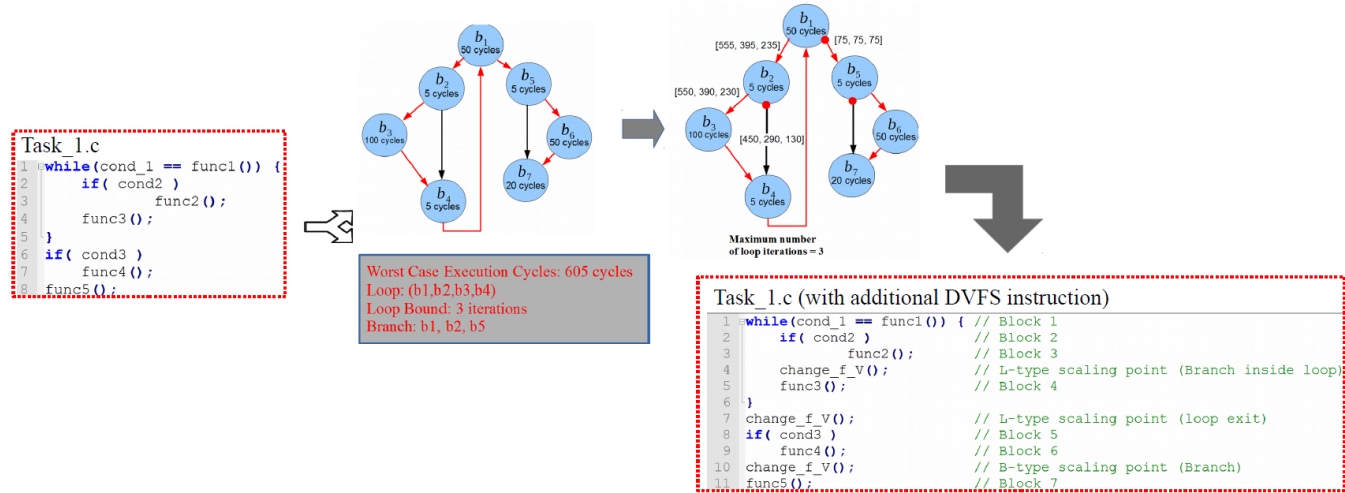 Task_1.c
1 while(cond_1 == func1()) {
2 if( cond2 )
3 func2();
4 func3();
5 }
6 if( cond3 )
7 func4();
8 func5();
b1
50 cycles
b2
5 cycles
b5
5 cycles
b3
100 cycles
b6
50 cycles
b4
5 cycles
b7
20 cycles
Worst Case Execution Cycles: 605 cycles
Loop: (b1,b2,b3,b4)
Loop Bound: 3 iterations
Branch: b1, b2, b5
b1
50 cycles
[555, 395, 235]
[75, 75, 75]
b2
5 cycles
b5
5 cycles
[550, 390, 230]
b3
100 cycles
b6
50 cycles
[450, 290, 130]
b4
5 cycles
b7
20 cycles
Maximum number
of loop iterations = 3
Task_1.c (with additional DVFS instruction)
1 while(cond_1 == func1()) { // Block 1
2 if( cond2 ) // Block 2
3 func2(); // Block 3
4 change_f_V(); // L-type scaling point (Branch inside loop)
5 func3(); // Block 4
6 }
7 change_f_V(); // L-type scaling point (loop exit)
8 if( cond3 ) // Block 5
9 func4(); // Block 6
10 change_f_V(); // B-type scaling point (Branch)
11 func5(); // Block 7